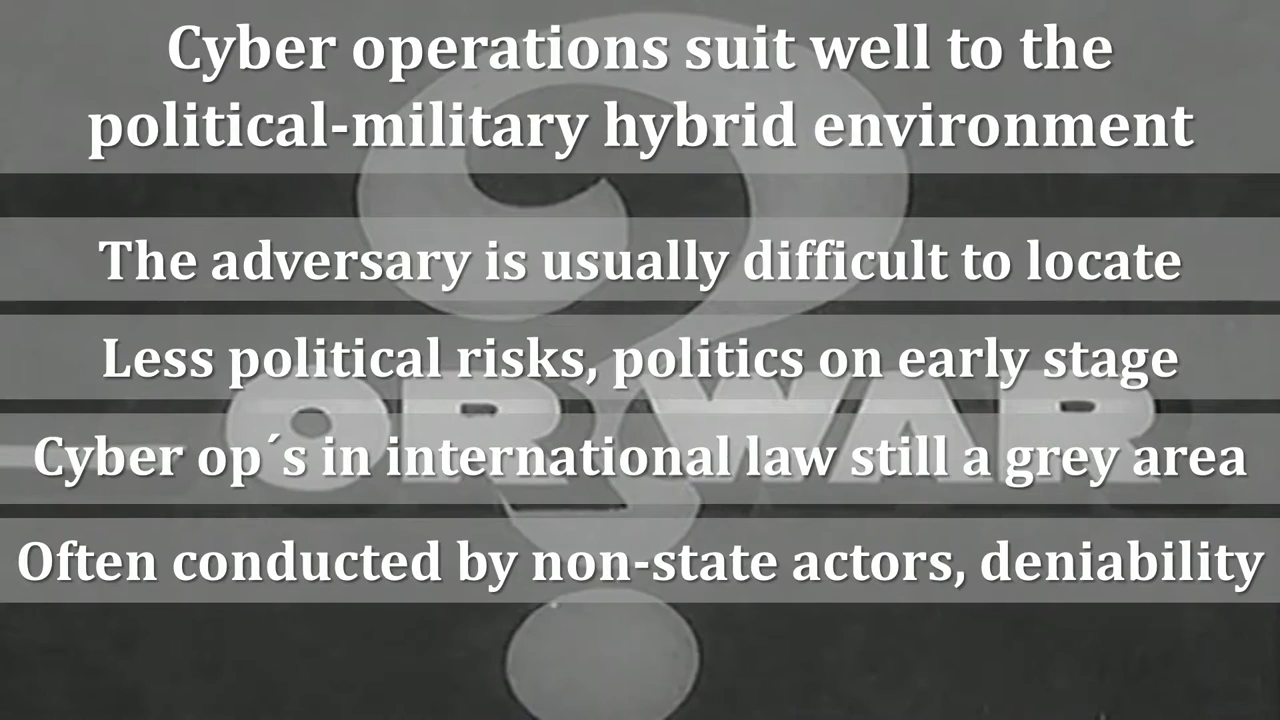 Cyber operations suit well to the
political-military hybrid environment
The adversary is usually difficult to locate
Less political risks, politics on early stage
OR WAR
Cyber op´s in international law still a grey area
Often conducted by non-state actors, deniability
?